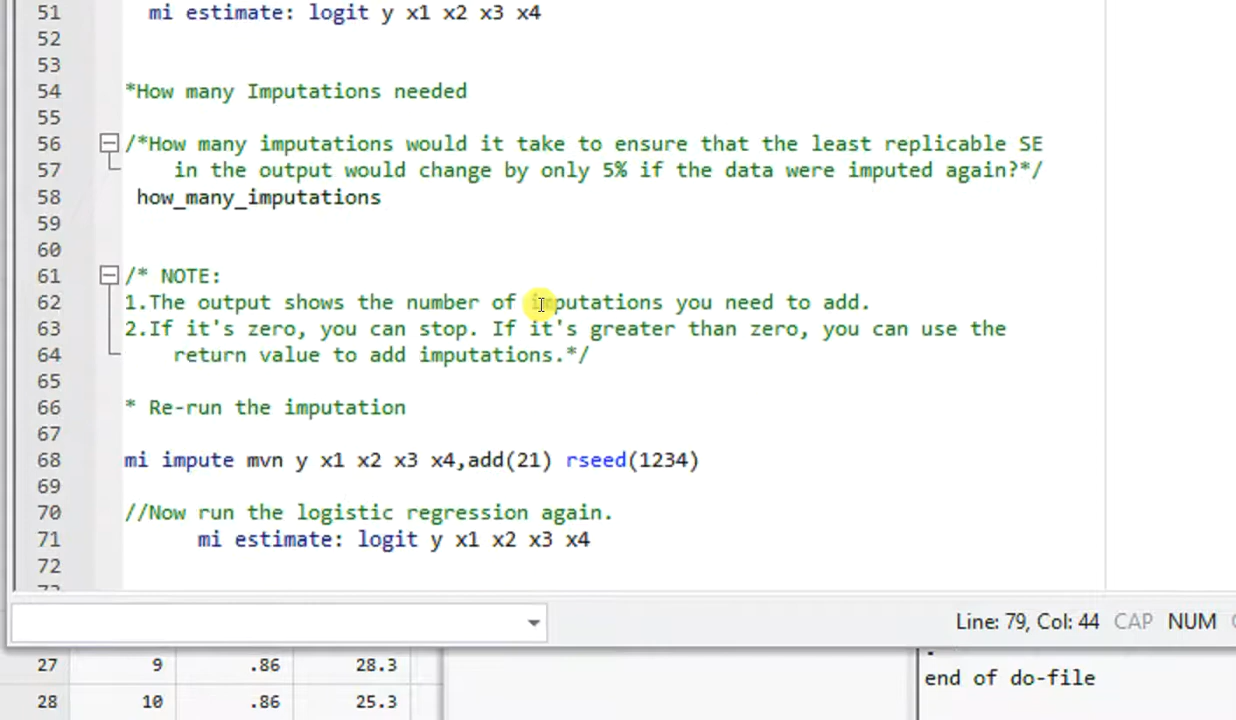 51 mi estimate: logit y x1 x2 x3 x4
52
53
54 *How many Imputations needed
55
56 /*How many imputations would it take to ensure that the least replicable SE
57 in the output would change by only 5% if the data were imputed again?*/
58 how_many_imputations
59
60
61 /* NOTE:
62 1.The output shows the number of imputations you need to add.
63 2.If it's zero, you can stop. If it's greater than zero, you can use the
64 return value to add imputations.*/
65
66 * Re-run the imputation
67
68 mi impute mvn y x1 x2 x3 x4,add(21) rseed(1234)
69
70 //Now run the logistic regression again.
71 mi estimate: logit y x1 x2 x3 x4
72
Line: 79, Col: 44 CAP NUM
27 9 .86 28.3
28 10 .86 25.3
end of do-file